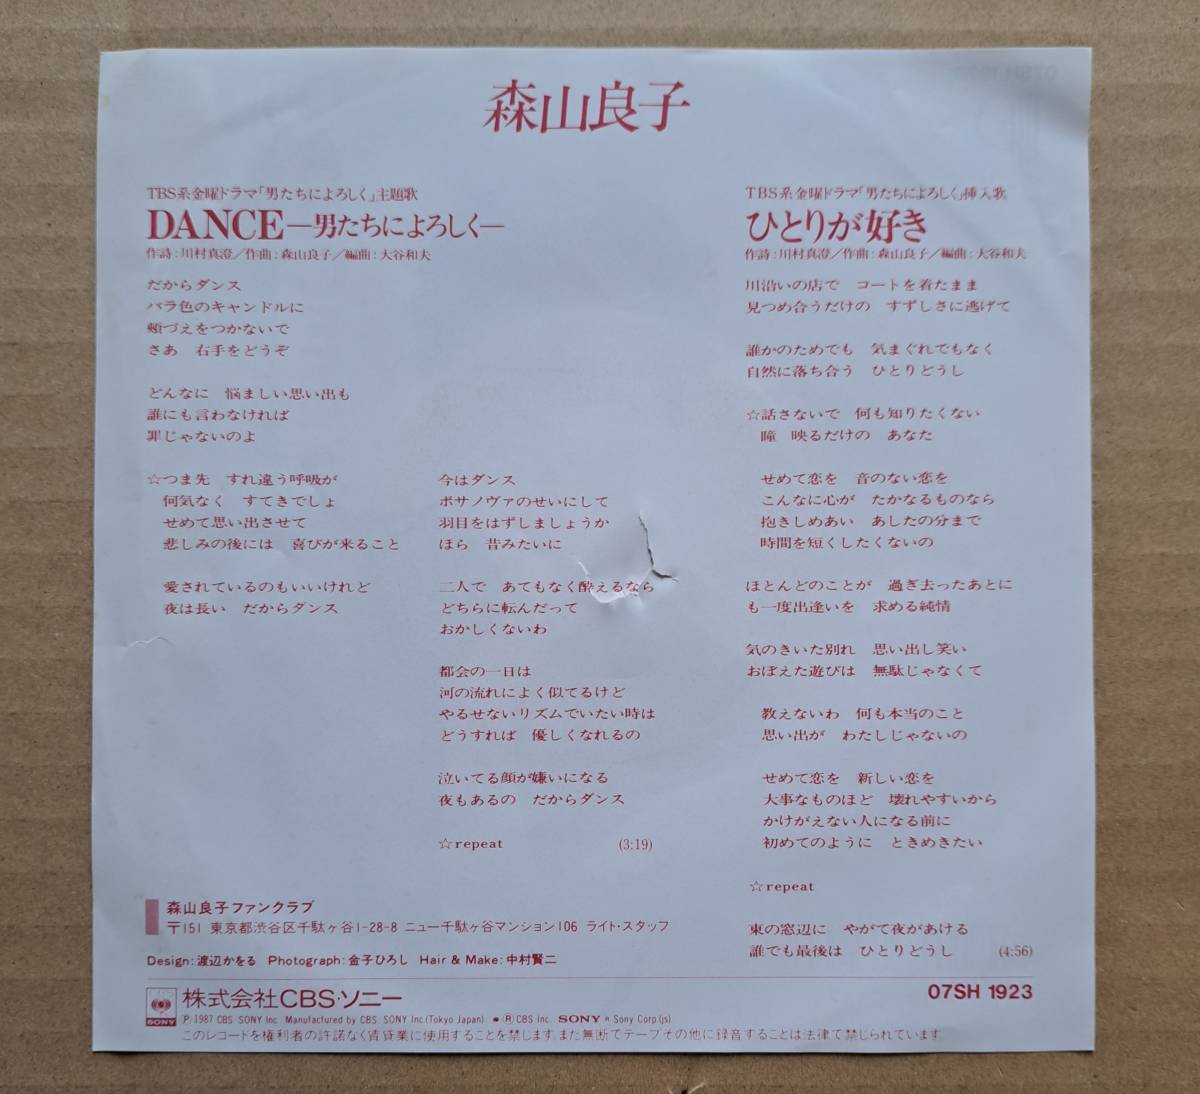 森山良子
TBS系金曜ドラマ「男たちによろしく」主題歌
DANCE―男たちによろしく―
作詩：川村真澄／作曲：森山良子／編曲：大谷和夫
だからダンス
バラ色のキャンドルに
頬づえをつかないで
さあ　右手をどうぞ
どんなに　悩ましい思い出も
誰にも言わなければ
罪じゃないのよ
☆つま先　すれ違う呼吸が
何気なく　すてきでしょ
せめて思い出させて
悲しみの後には　喜びが来ること
愛されているのもいいけれど
夜は長い　だからダンス
今はダンス
ボサノヴァのせいにして
羽目をはずしましょうか
ほら　昔みたいに
二人で　あてもなく酔えるなら
どちらに転んだって
おかしくないわ
都会の一日は
河の流れによく似てるけど
やるせないリズムでいたい時は
どうすれば　優しくなれるの
泣いてる顔が嫌いになる
夜もあるの　だからダンス
☆repeat　(3:19)
TBS系金曜ドラマ「男たちによろしく」挿入歌
ひとりが好き
作詩：川村真澄／作曲：森山良子／編曲：大谷和夫
川沿いの店で　コートを着たまま
見つめ合うだけの　すずしさに逃げて
誰かのためでも　気まぐれでもなく
自然に落ち合う　ひとりどうし
☆話さないで　何も知りたくない
瞳　映るだけの　あなた
せめて恋を　音のない恋を
こんなに心が　たかなるものなら
抱きしめあい　あしたの分まで
時間を短くしたくないの
ほとんどのことが　過ぎ去ったあとに
も一度出逢いを　求める純情
気のきいた別れ　思い出し笑い
おぼえた遊びは　無駄じゃなくて
教えないわ　何も本当のこと
思い出が　わたしじゃないの
せめて恋を　新しい恋を
大事なものほど　壊れやすいから
かけがえない人になる前に
初めてのように　ときめきたい
☆repeat
東の窓辺に　やがて夜があける
誰でも最後は　ひとりどうし　(4:56)
森山良子ファンクラブ
〒151 東京都渋谷区千駄ヶ谷1-28-8 ニュー千駄ヶ谷マンション106 ライト・スタッフ
Design：渡辺かをる　Photograph：金子ひろし　Hair & Make：中村賢二
SONY
株式会社CBS・ソニー
07SH 1923
Ⓟ1987 CBS SONY Inc. Manufactured by CBS SONY Inc. (Tokyo Japan) ● Ⓡ CBS Inc. SONY ® Sony Corp.(js)
このレコードを権利者の許諾なく賃貸業に使用することを禁じます。また無断でテープその他に録音することは法律で禁じられています。